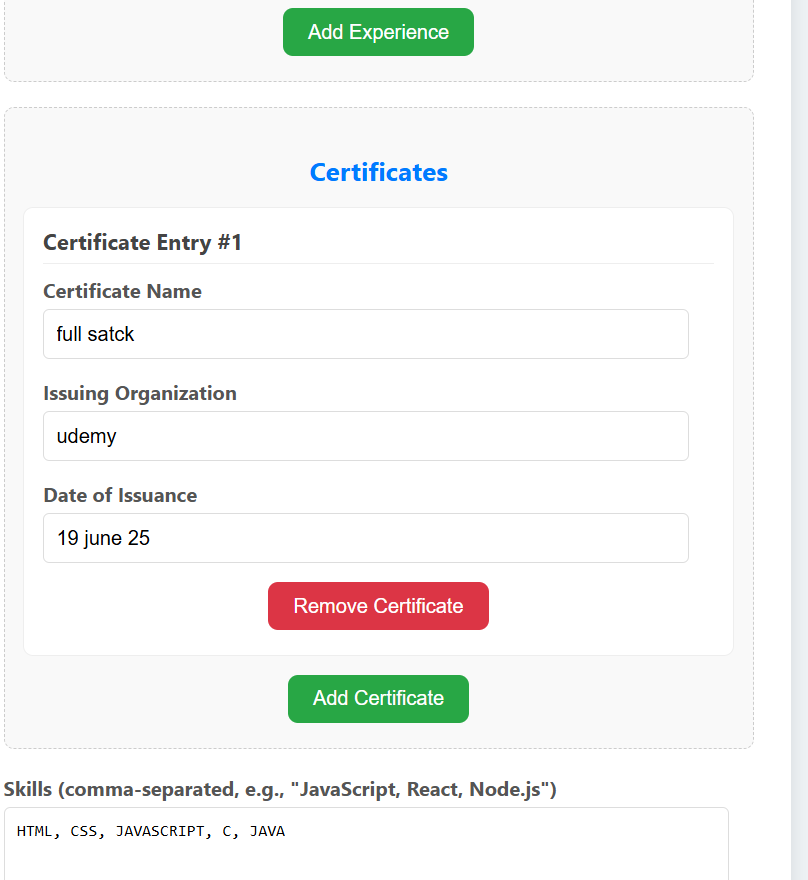 Add Experience
Certificates
Certificate Entry #1
Certificate Name
full satck
Issuing Organization
udemy
Date of Issuance
19 june 25
Remove Certificate
Add Certificate
Skills (comma-separated, e.g., "JavaScript, React, Node.js")
HTML, CSS, JAVASCRIPT, C, JAVA